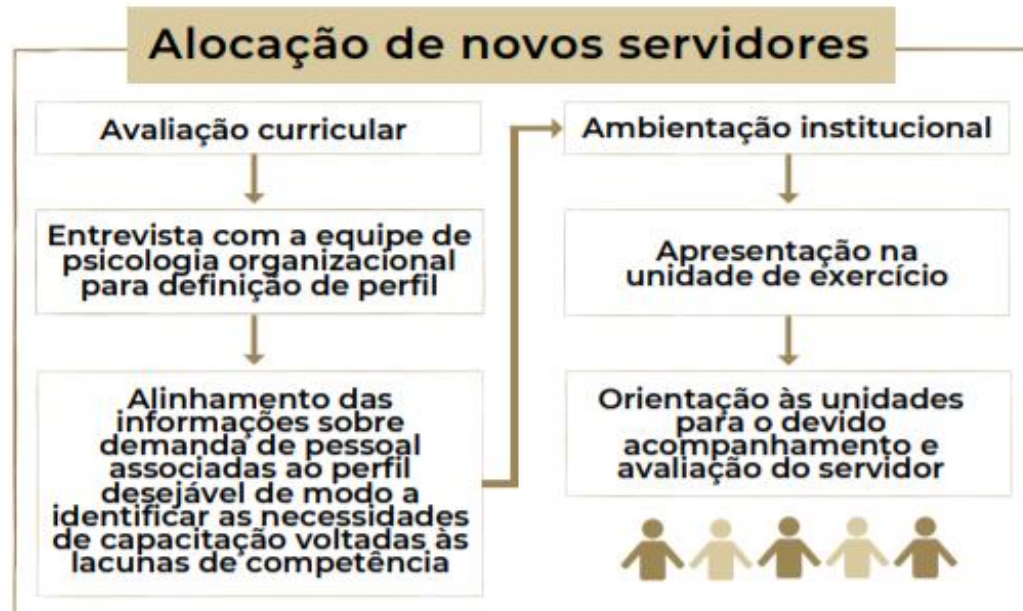 Alocação de novos servidores
Avaliação curricular
Entrevista com a equipe de
psicologia organizacional
para definição de perfil
Alinhamento das
informações sobre
demanda de pessoal
associadas ao perfil
desejável de modo a
identificar as necessidades
de capacitação voltadas às
lacunas de competência
Ambientação institucional
Apresentação na
unidade de exercício
Orientação às unidades
para o devido
acompanhamento e
avaliação do servidor